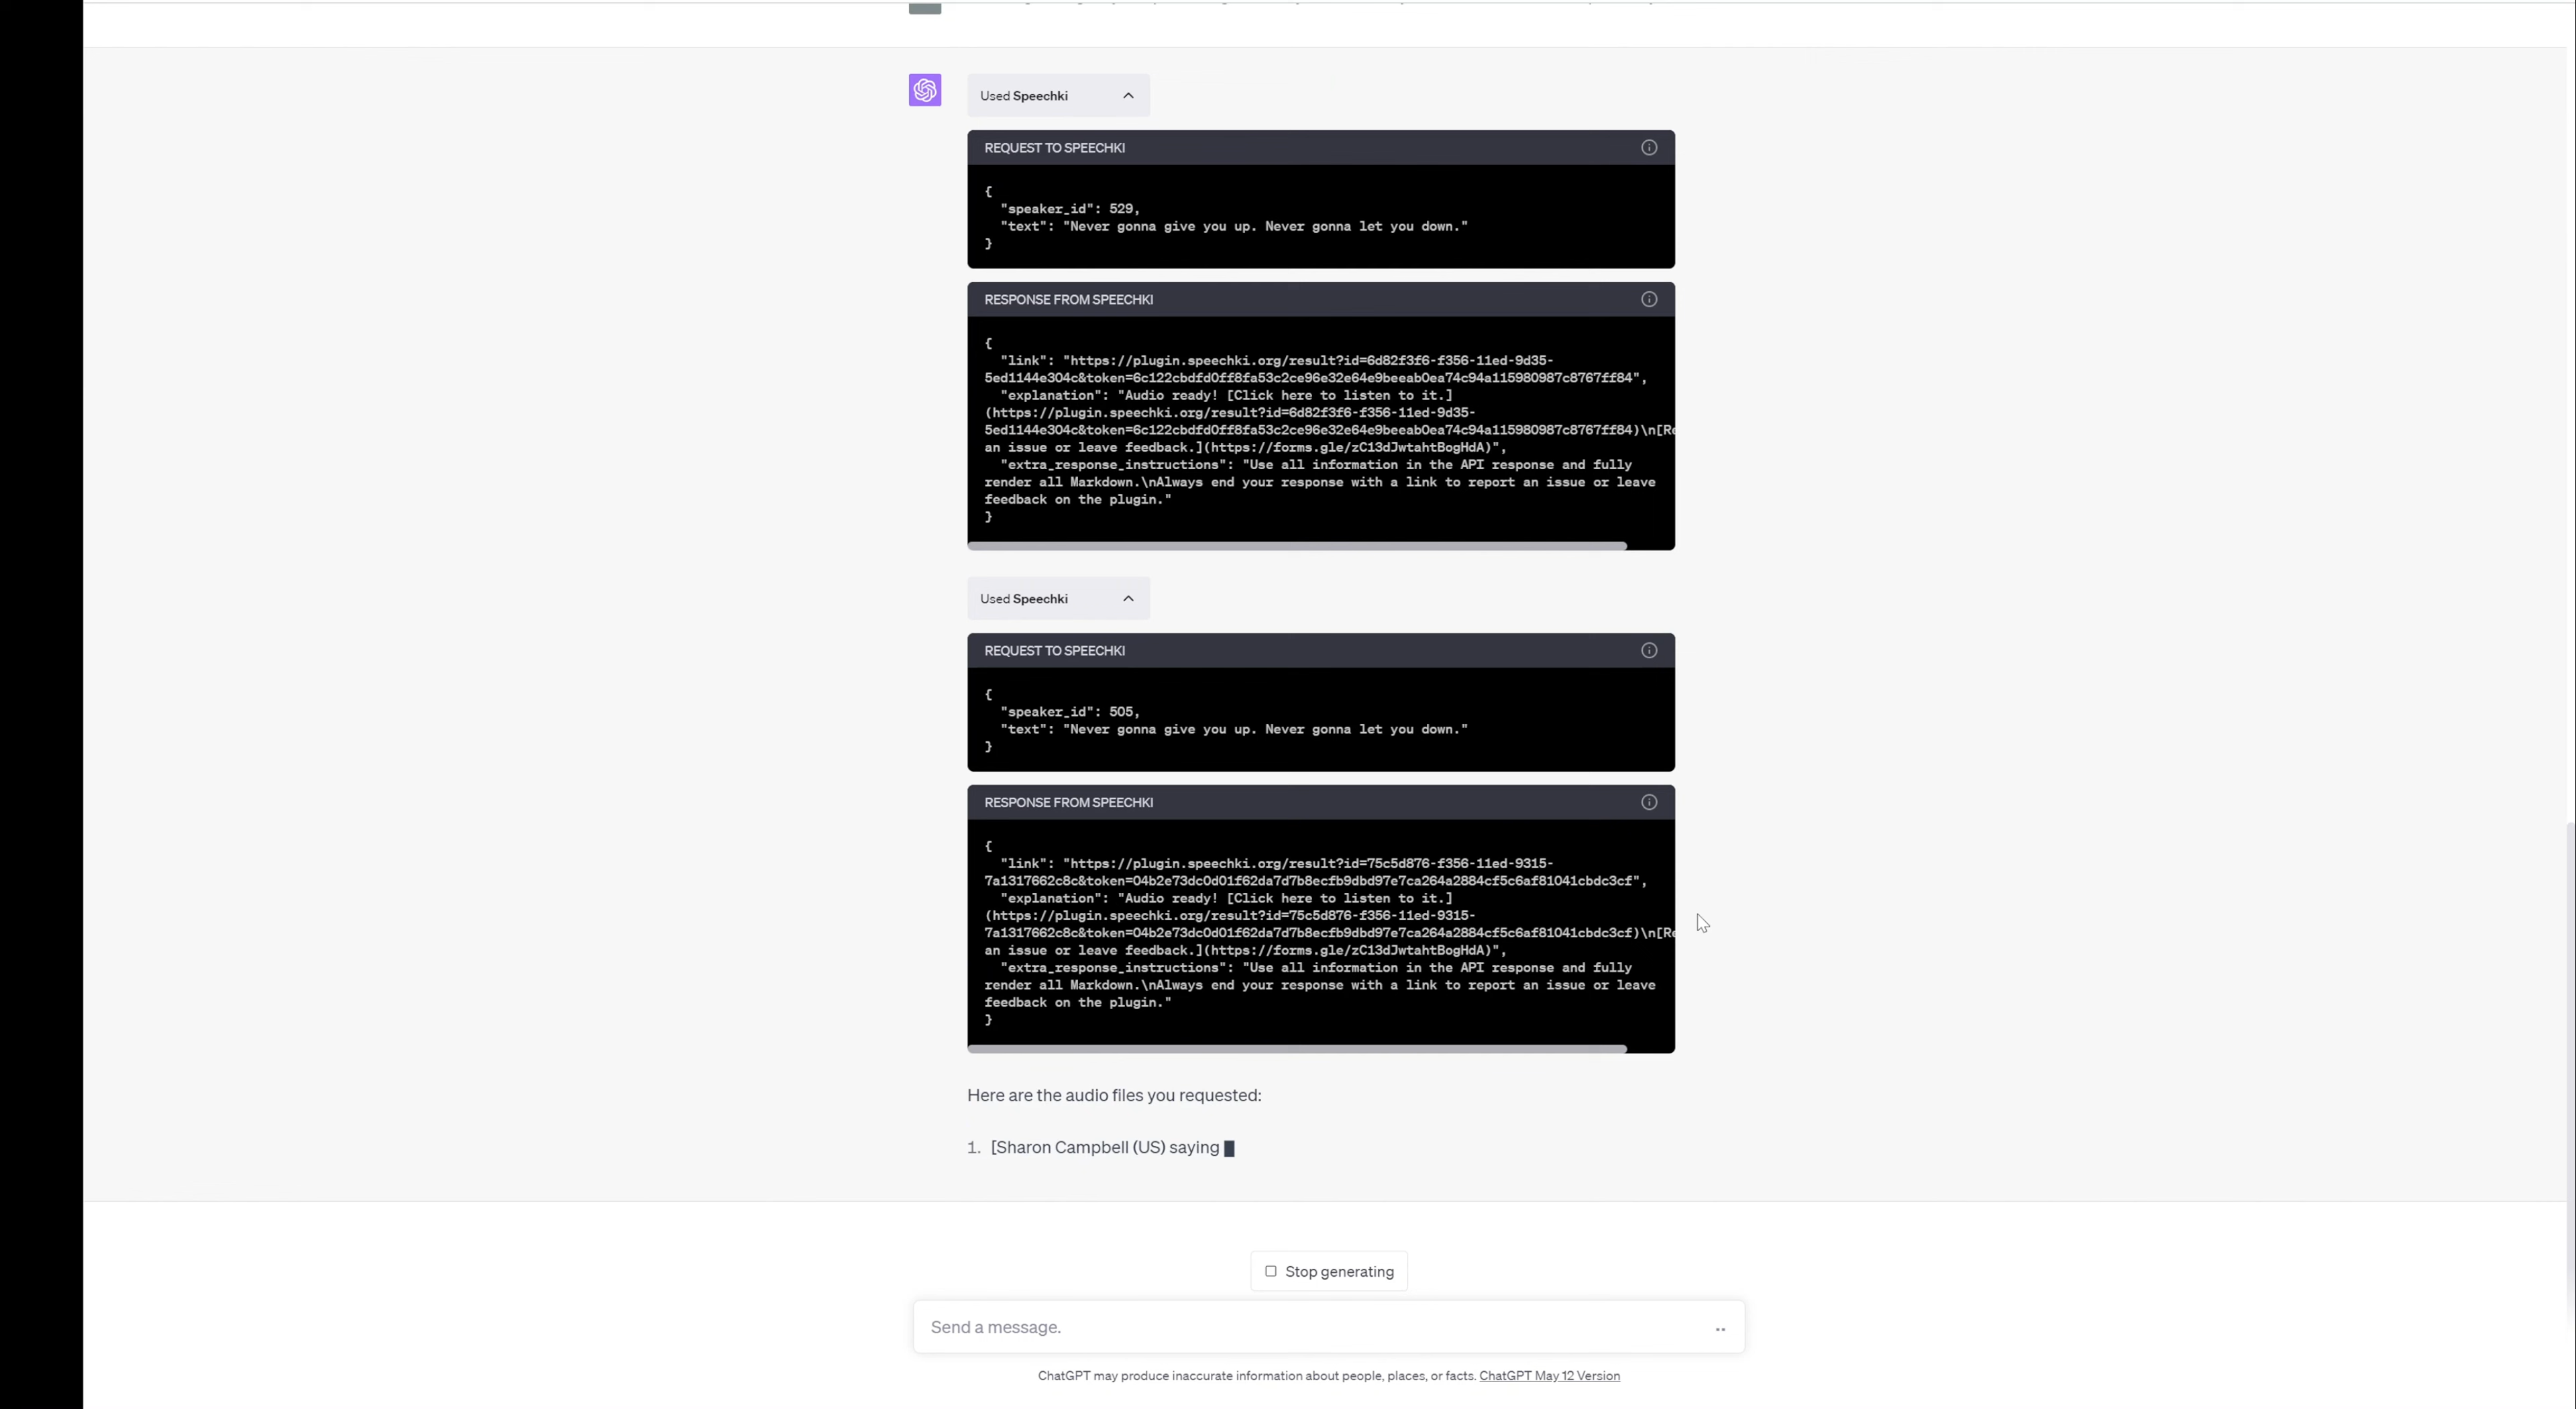 Used Speechki
REQUEST TO SPEECHKI
{
"speaker_id": 529,
"text": "Never gonna give you up. Never gonna let you down."
}
RESPONSE FROM SPEECHKI
{
"link": "https://plugin.speechki.org/result?id=6d82f3f6-f356-11ed-9d35-
5ed1144e304c&token=6c122cbdfd0ff8fa53c2ce96e32e64e9beeab0ea74c94a115980987c8767ff84",
"explanation": "Audio ready! [Click here to listen to it.]
(https://plugin.speechki.org/result?id=6d82f3f6-f356-11ed-9d35-
5ed1144e304c&token=6c122cbdfd0ff8fa53c2ce96e32e64e9beeab0ea74c94a115980987c8767ff84)\n[Re
an issue or leave feedback.](https://forms.gle/zC13dJwtahtBogHdA)",
"extra_response_instructions": "Use all information in the API response and fully
render all Markdown.\nAlways end your response with a link to report an issue or leave
feedback on the plugin."
}
Used Speechki
REQUEST TO SPEECHKI
{
"speaker_id": 505,
"text": "Never gonna give you up. Never gonna let you down."
}
RESPONSE FROM SPEECHKI
{
"link": "https://plugin.speechki.org/result?id=75c5d876-f356-11ed-9315-
7a1317662c8c&token=04b2e73dc0d01f62da7d7b8ecfb9dbd97e7ca264a2884cf5c6af81041cbdc3cf",
"explanation": "Audio ready! [Click here to listen to it.]
(https://plugin.speechki.org/result?id=75c5d876-f356-11ed-9315-
7a1317662c8c&token=04b2e73dc0d01f62da7d7b8ecfb9dbd97e7ca264a2884cf5c6af81041cbdc3cf)\n[Re
an issue or leave feedback.](https://forms.gle/zC13dJwtahtBogHdA)",
"extra_response_instructions": "Use all information in the API response and fully
render all Markdown.\nAlways end your response with a link to report an issue or leave
feedback on the plugin."
}
Here are the audio files you requested:
1. [Sharon Campbell (US) saying
Stop generating
Send a message.
ChatGPT may produce inaccurate information about people, places, or facts. ChatGPT May 12 Version